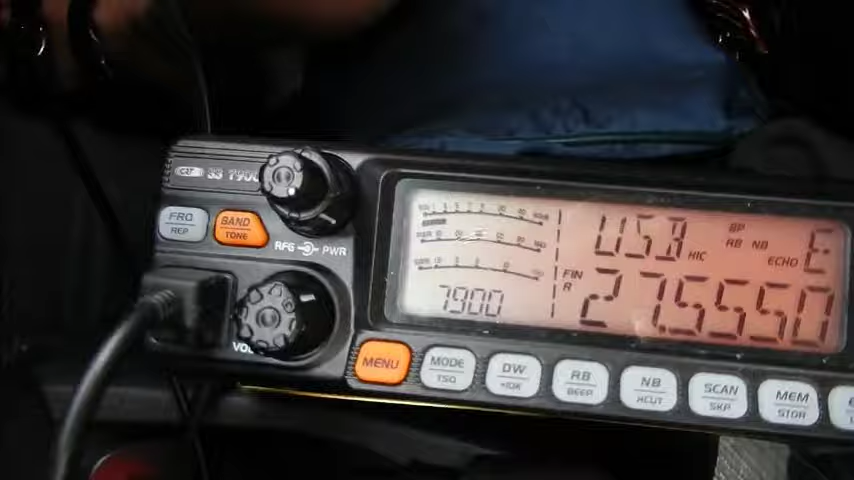 CAT SS 7900
FRQ
REP
BAND
TONE
RFG PWR
VOL
7900
USB HIC
BP
RB NB
ECHO
E
FIN
R
27.5550
MENU
MODE
TSQ
DW
RB
BEEP
NB
HCUT
SCAN
SKP
MEM
STOR